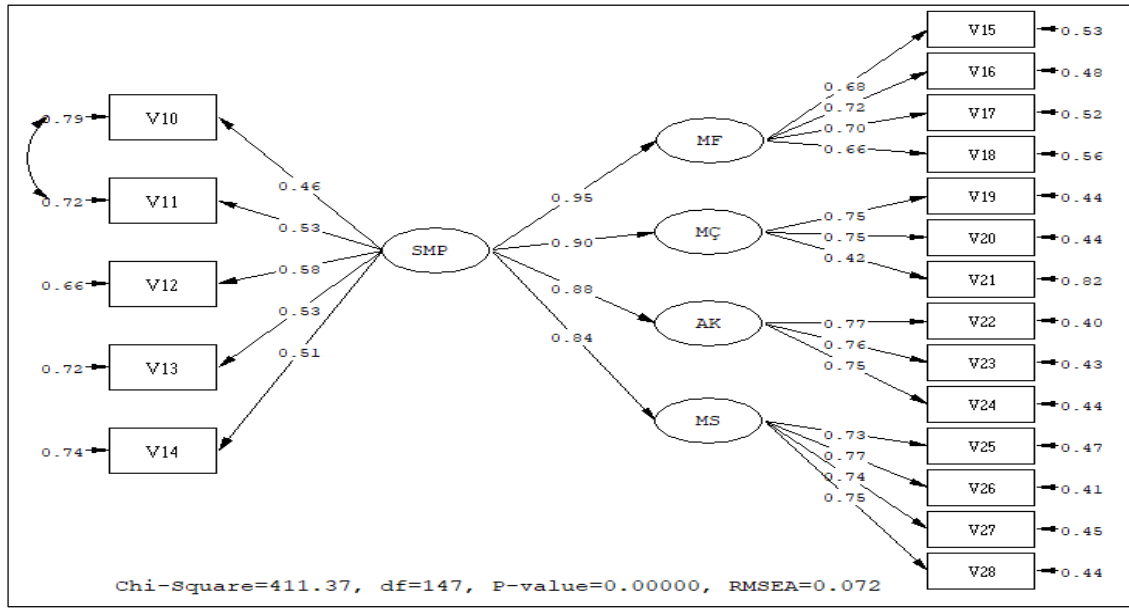 V10
V11
V12
V13
V14
0.79
0.72
0.66
0.72
0.74
0.46
0.53
0.58
0.53
0.51
SMP
0.95
0.90
0.88
0.84
MF
MÇ
AK
MS
0.68
0.72
0.70
0.66
0.75
0.75
0.42
0.77
0.76
0.75
0.73
0.77
0.74
0.75
V15 0.53
V16 0.48
V17 0.52
V18 0.56
V19 0.44
V20 0.44
V21 0.82
V22 0.40
V23 0.43
V24 0.44
V25 0.47
V26 0.41
V27 0.45
V28 0.44
Chi-Square=411.37, df=147, P-value=0.00000, RMSEA=0.072